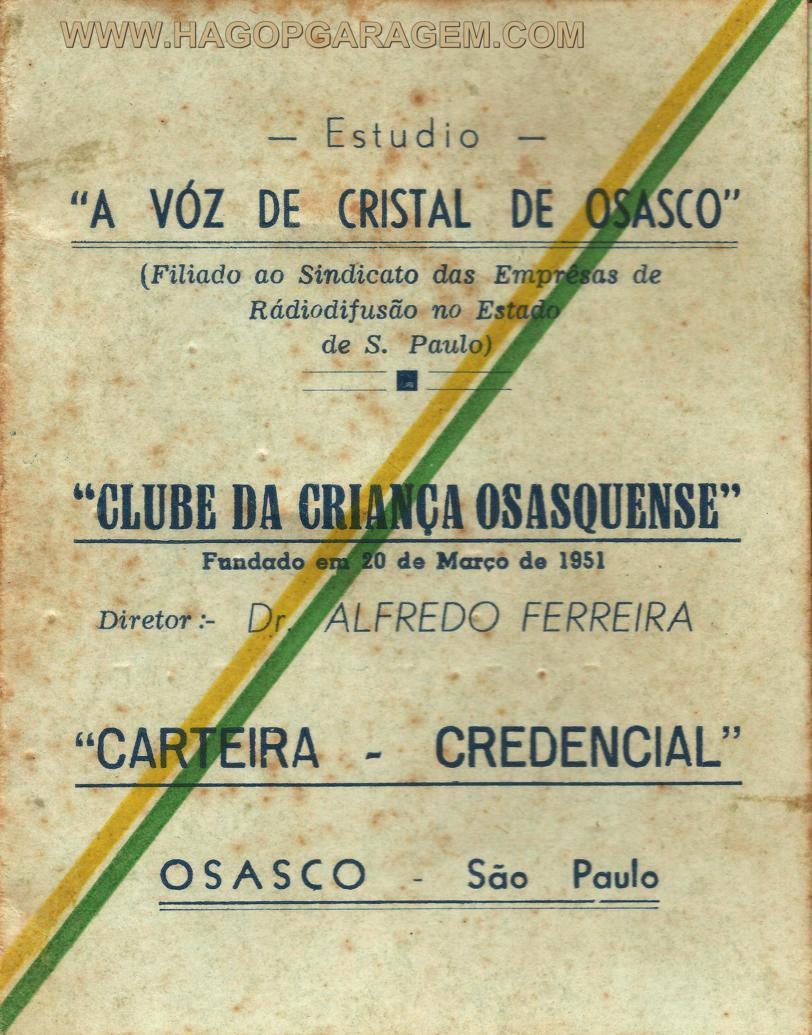 WWW.HAGOPGARAGEM.COM
— Estudio —
"A VÓZ DE CRISTAL DE OSASCO"
(Filiado ao Sindicato das Emprêsas de
Rádiodifusão no Estado
de S. Paulo)
"CLUBE DA CRIANÇA OSASQUENSE"
Fundado em 20 de Março de 1951
Diretor:- Dr. ALFREDO FERREIRA
"CARTEIRA - CREDENCIAL"
OSASCO - São Paulo